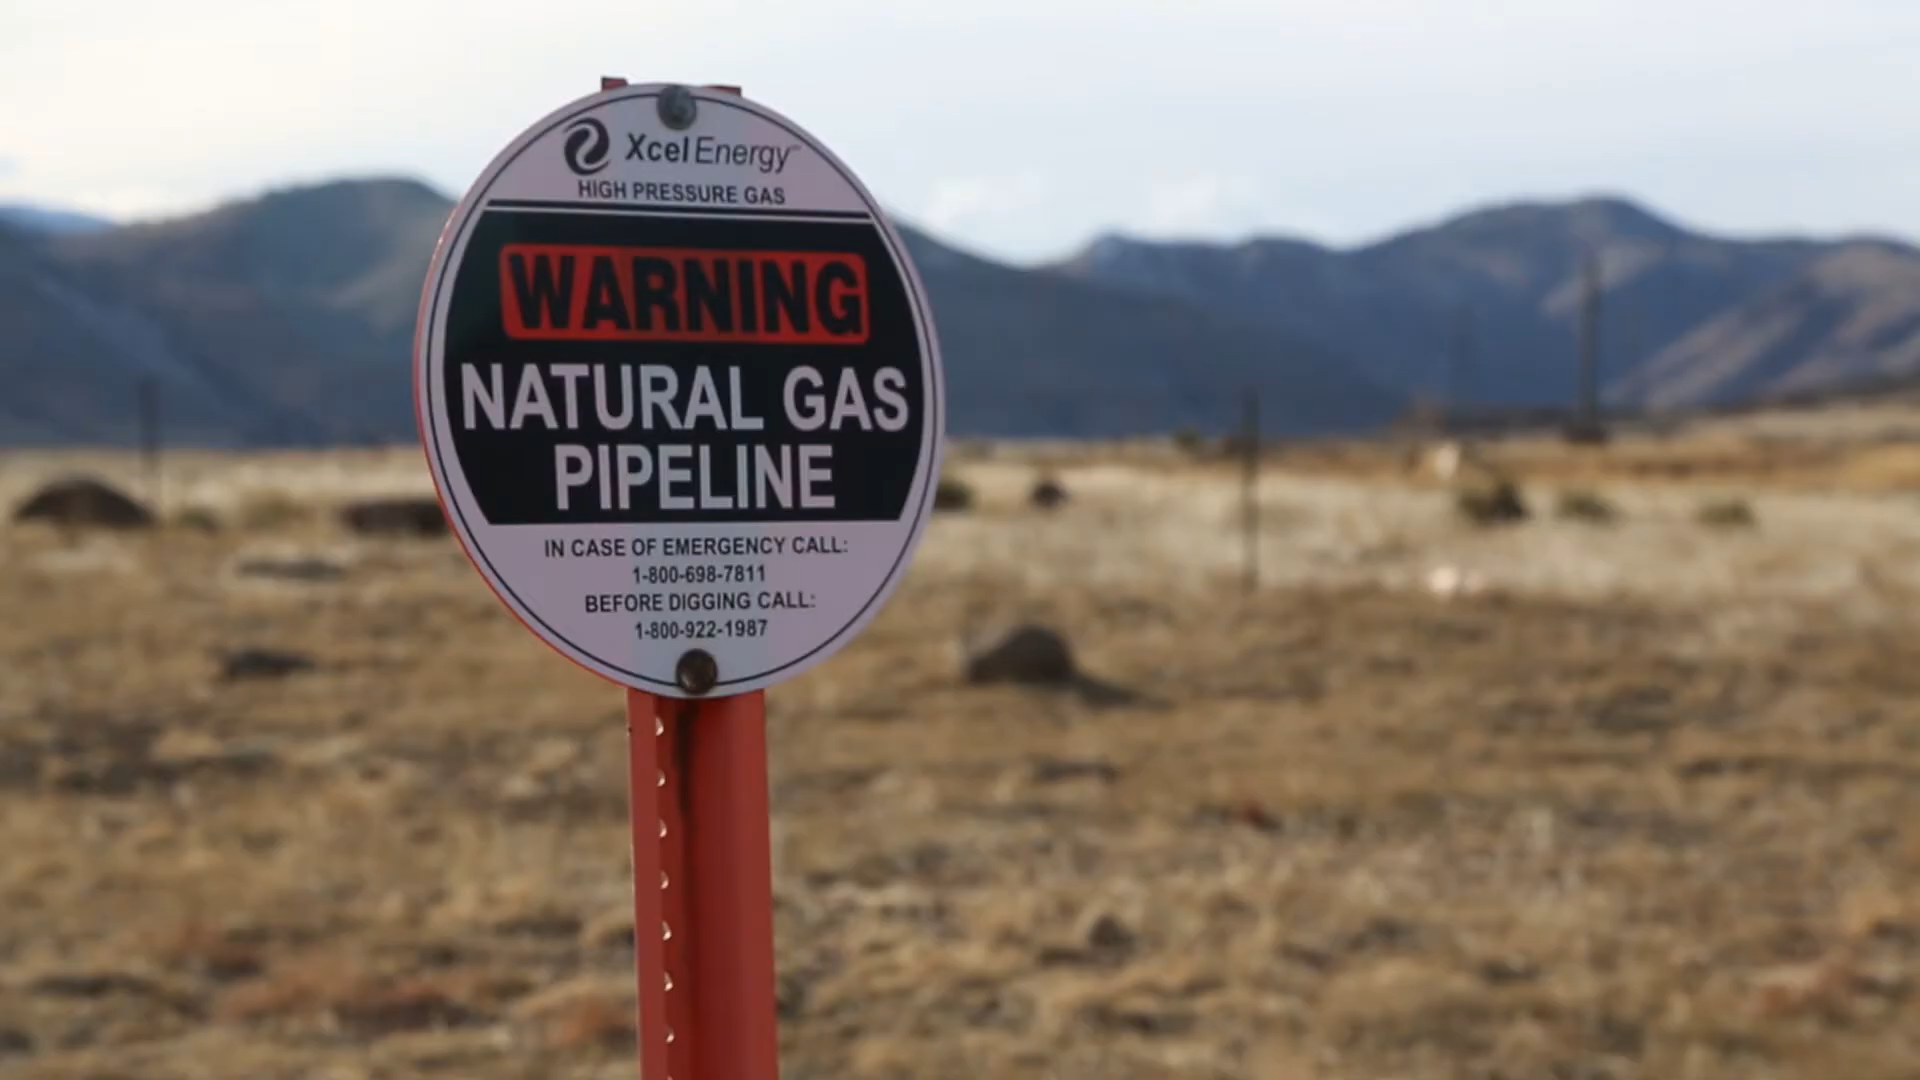 Xcel Energy
HIGH PRESSURE GAS
WARNING
NATURAL GAS
PIPELINE
IN CASE OF EMERGENCY CALL:
1-800-698-7811
BEFORE DIGGING CALL:
1-800-922-1987